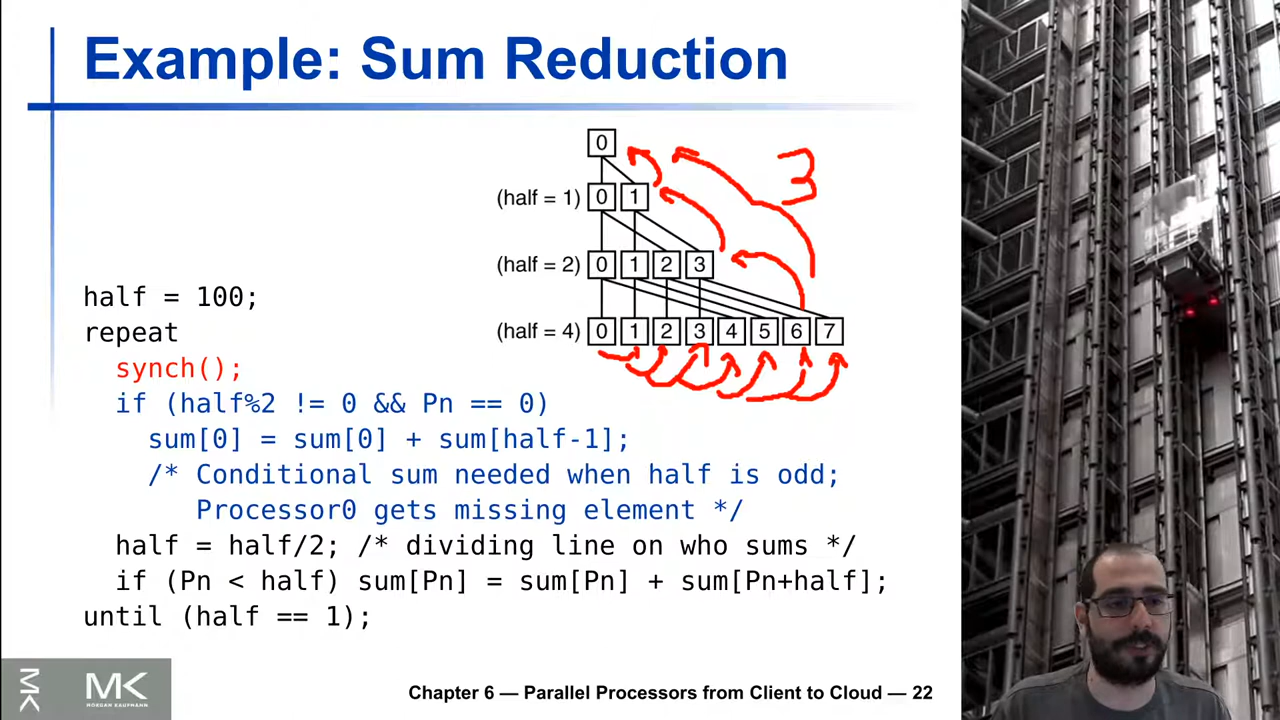 Example: Sum Reduction
0
3
(half = 1) 0 1
(half = 2) 0 1 2 3
(half = 4) 0 1 2 3 4 5 6 7
half = 100;
repeat
synch();
if (half%2 != 0 && Pn == 0)
sum[0] = sum[0] + sum[half-1];
/* Conditional sum needed when half is odd;
Processor0 gets missing element */
half = half/2; /* dividing line on who sums */
if (Pn < half) sum[Pn] = sum[Pn] + sum[Pn+half];
until (half == 1);
MK
MK
MORGAN KAUFMANN
Chapter 6 — Parallel Processors from Client to Cloud — 22